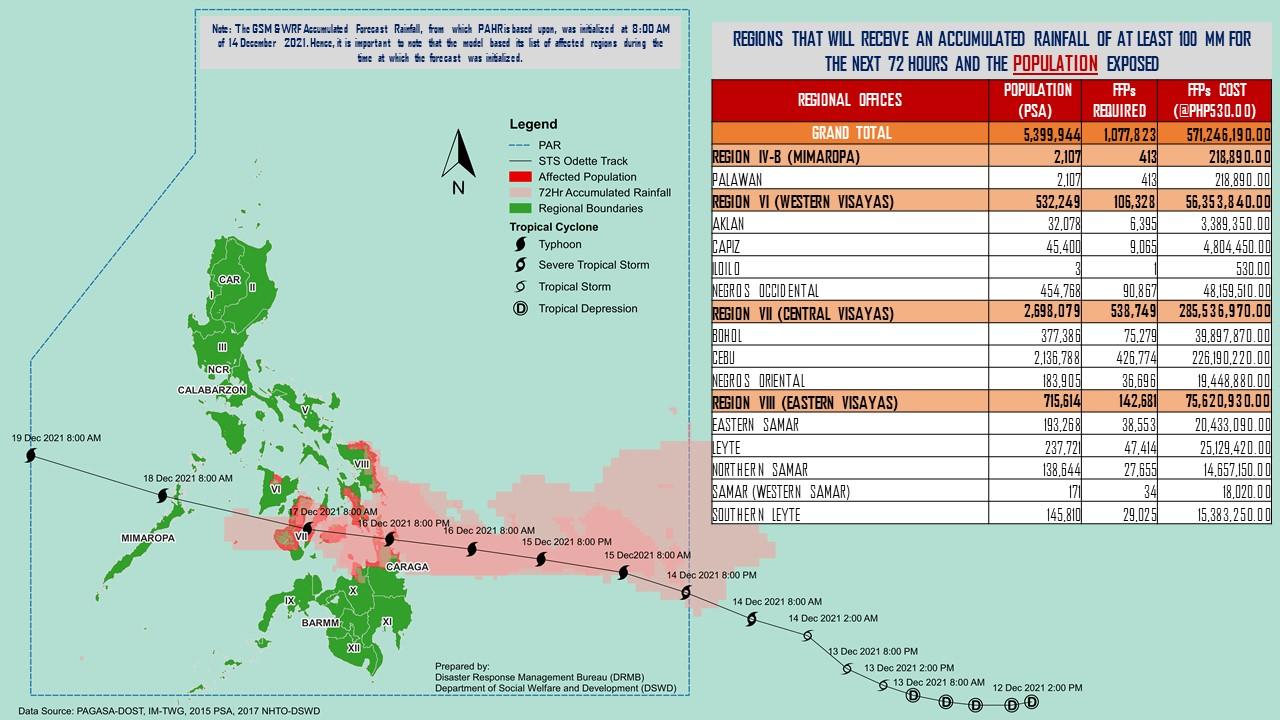 Note: The GSM & WRF Accumulated Forecast Rainfall, from which PAHR is based upon, was initialized at 8:00 AM
of 14 December 2021. Hence, it is important to note that the model based its list of affected regions during the
time at which the forecast was initialized.
REGIONS THAT WILL RECEIVE AN ACCUMULATED RAINFALL OF AT LEAST 100 MM FOR
THE NEXT 72 HOURS AND THE POPULATION EXPOSED
REGIONAL OFFICES POPULATION (PSA) FFPs REQUIRED FFPs COST (@PHP530.00)
GRAND TOTAL 5,399,944 1,077,823 571,246,190.00
REGION IV-B (MIMAROPA) 2,107 413 218,890.00
PALAWAN 2,107 413 218,890.00
REGION VI (WESTERN VISAYAS) 532,249 106,328 56,353,840.00
AKLAN 32,078 6,395 3,389,350.00
CAPIZ 45,400 9,065 4,804,450.00
ILOILO 3 1 530.00
NEGROS OCCIDENTAL 454,768 90,867 48,159,510.00
REGION VII (CENTRAL VISAYAS) 2,698,079 538,749 285,536,970.00
BOHOL 377,386 75,279 39,897,870.00
CEBU 2,136,788 426,774 226,190,220.00
NEGROS ORIENTAL 183,905 36,696 19,448,880.00
REGION VIII (EASTERN VISAYAS) 715,614 142,681 75,620,930.00
EASTERN SAMAR 193,268 38,553 20,433,090.00
LEYTE 237,721 47,414 25,129,420.00
NORTHERN SAMAR 138,644 27,655 14,657,150.00
SAMAR (WESTERN SAMAR) 171 34 18,020.00
SOUTHERN LEYTE 145,810 29,025 15,383,250.00
Legend
PAR
STS Odette Track
Affected Population
72Hr Accumulated Rainfall
Regional Boundaries
Tropical Cyclone
Typhoon
Severe Tropical Storm
Tropical Storm
D Tropical Depression
N
CAR
I
II
III
NCR
CALABARZON
V
VIII
VI
VII
MIMAROPA
CARAGA
X
IX
BARMM
XI
XII
19 Dec 2021 8:00 AM
18 Dec 2021 8:00 AM
17 Dec 2021 8:00 AM
16 Dec 2021 8:00 PM
16 Dec 2021 8:00 AM
15 Dec 2021 8:00 PM
15 Dec2021 8:00 AM
14 Dec 2021 8:00 PM
14 Dec 2021 8:00 AM
14 Dec 2021 2:00 AM
13 Dec 2021 8:00 PM
13 Dec 2021 2:00 PM
13 Dec 2021 8:00 AM
12 Dec 2021 2:00 PM
D D D D D
Prepared by:
Disaster Response Management Bureau (DRMB)
Department of Social Welfare and Development (DSWD)
Data Source: PAGASA-DOST, IM-TWG, 2015 PSA, 2017 NHTO-DSWD